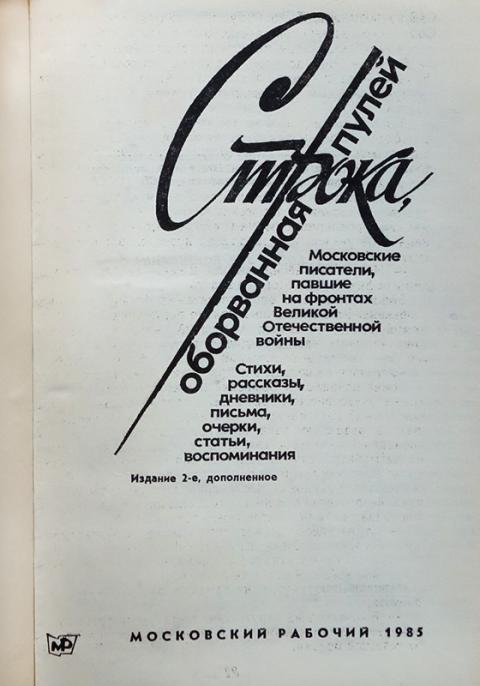 Строка,
оборванная пулей
Московские
писатели,
павшие
на фронтах
Великой
Отечественной
войны
Стихи,
рассказы,
дневники,
письма,
очерки,
статьи,
воспоминания
Издание 2-е, дополненное
МР
МОСКОВСКИЙ РАБОЧИЙ 1985